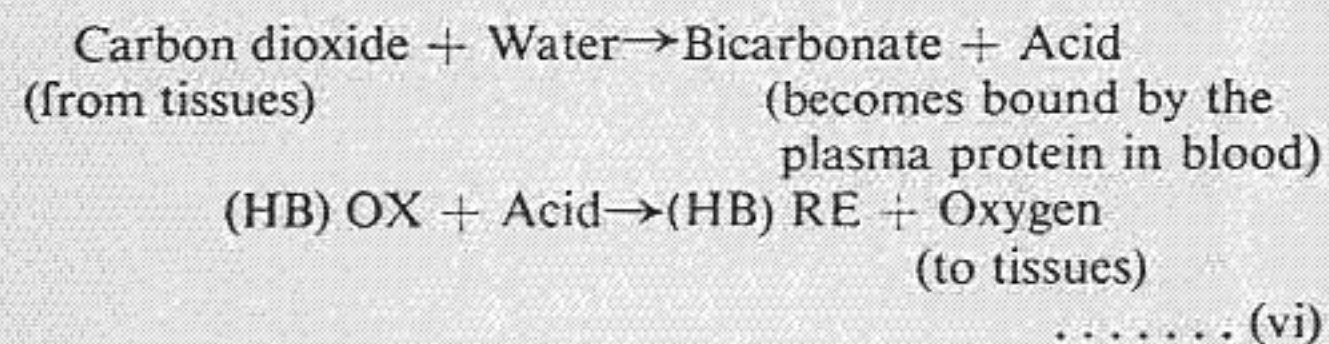 Carbon dioxide + Water→Bicarbonate + Acid
(from tissues) (becomes bound by the
plasma protein in blood)
(HB) OX + Acid→(HB) RE + Oxygen
(to tissues)
. . . . . . . (vi)